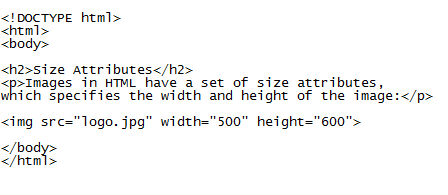 <!DOCTYPE html>
<html>
<body>
<h2>Size Attributes</h2>
<p>Images in HTML have a set of size attributes,
which specifies the width and height of the image:</p>
<img src="logo.jpg" width="500" height="600">
</body>
</html>